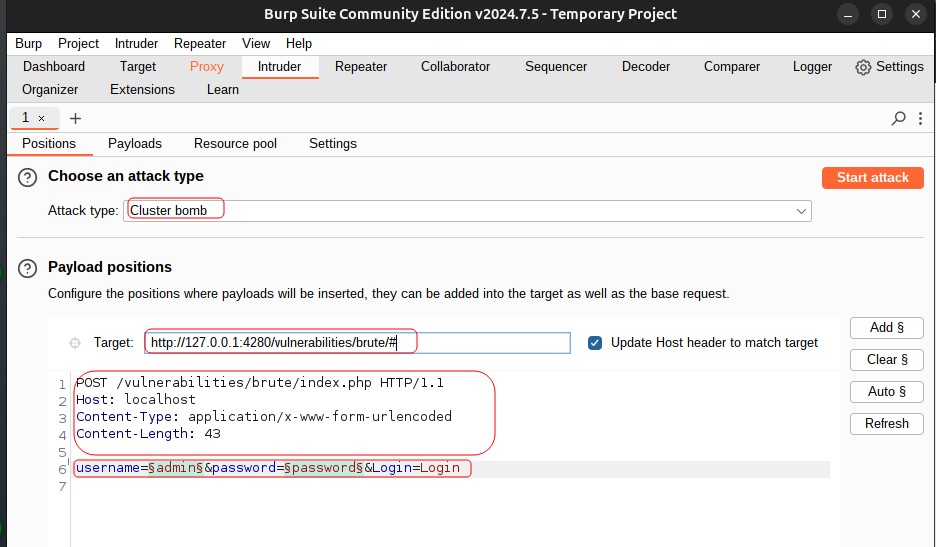 Burp Suite Community Edition v2024.7.5 - Temporary Project
Burp Project Intruder Repeater View Help
Dashboard Target Proxy Intruder Repeater Collaborator Sequencer Decoder Comparer Logger Settings
Organizer Extensions Learn
1 × +
Positions Payloads Resource pool Settings
? Choose an attack type Start attack
Attack type: Cluster bomb
? Payload positions
Configure the positions where payloads will be inserted, they can be added into the target as well as the base request.
Target: http://127.0.0.1:4280/vulnerabilities/brute/# Update Host header to match target
Add §
Clear §
Auto §
Refresh
1 POST /vulnerabilities/brute/index.php HTTP/1.1
2 Host: localhost
3 Content-Type: application/x-www-form-urlencoded
4 Content-Length: 43
5
6 username=§admin§&password=§password§&Login=Login
7